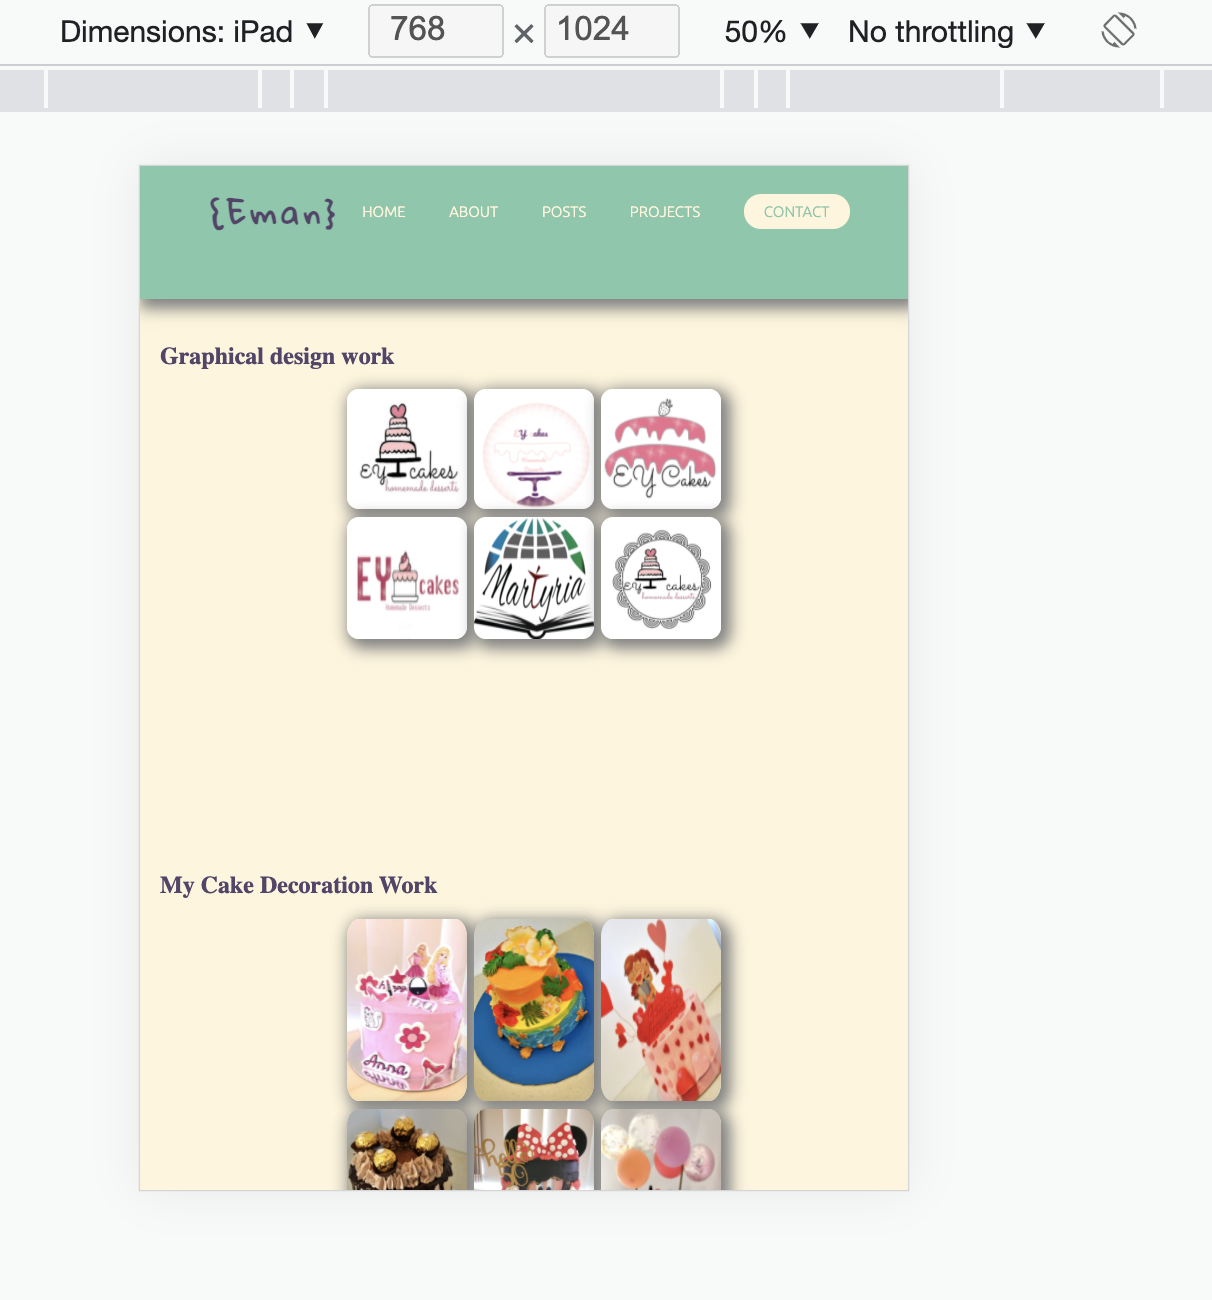 Dimensions: iPad ▼ 768 × 1024 50% ▼ No throttling ▼
{Eman} HOME ABOUT POSTS PROJECTS CONTACT
Graphical design work
EY cakes
homemade desserts
EY Cakes
EY Cakes
EY cakes
Homemade Desserts
Martyria
EY cakes
homemade desserts
My Cake Decoration Work
Anna
hello